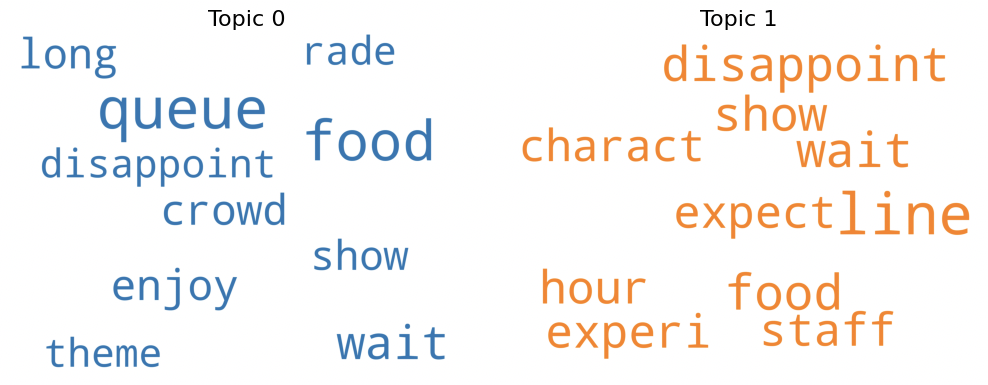 Topic 0
long
rade
queue
food
disappoint
crowd
show
enjoy
wait
theme
Topic 1
disappoint
show
charact
wait
expect
line
hour
food
experi
staff